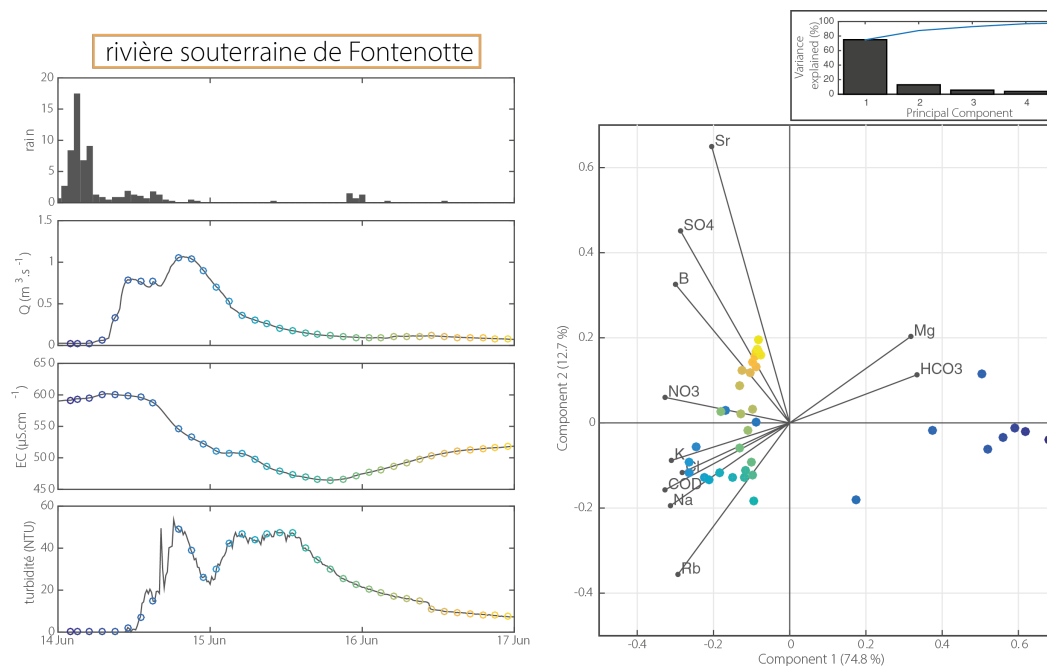 rivière souterraine de Fontenotte
20
15
10
5
0
rain
1.5
1
0.5
0
Q (m³.s⁻¹)
650
600
550
500
450
EC (µS.cm⁻¹)
60
40
20
0
turbidité (NTU)
14 Jun
15 Jun
16 Jun
17 Jun
100
80
60
40
20
0
Variance
explained (%)
1
2
3
4
Principal Component
0.6
0.4
0.2
0
-0.2
-0.4
Component 2 (12.7 %)
Sr
SO4
B
Mg
HCO3
NO3
K
COD
Na
Rb
-0.4
-0.2
0
0.2
0.4
0.6
Component 1 (74.8 %)